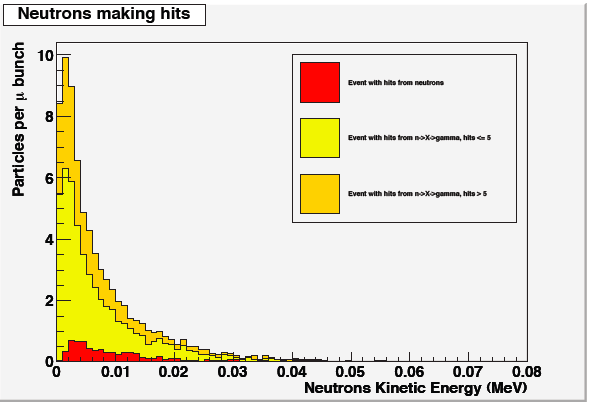 Neutrons making hits
Particles per μ bunch
10
8
6
4
2
0
Event with hits from neutrons
Event with hits from n->X->gamma, hits <= 5
Event with hits from n->X->gamma, hits > 5
0 0.01 0.02 0.03 0.04 0.05 0.06 0.07 0.08
Neutrons Kinetic Energy (MeV)